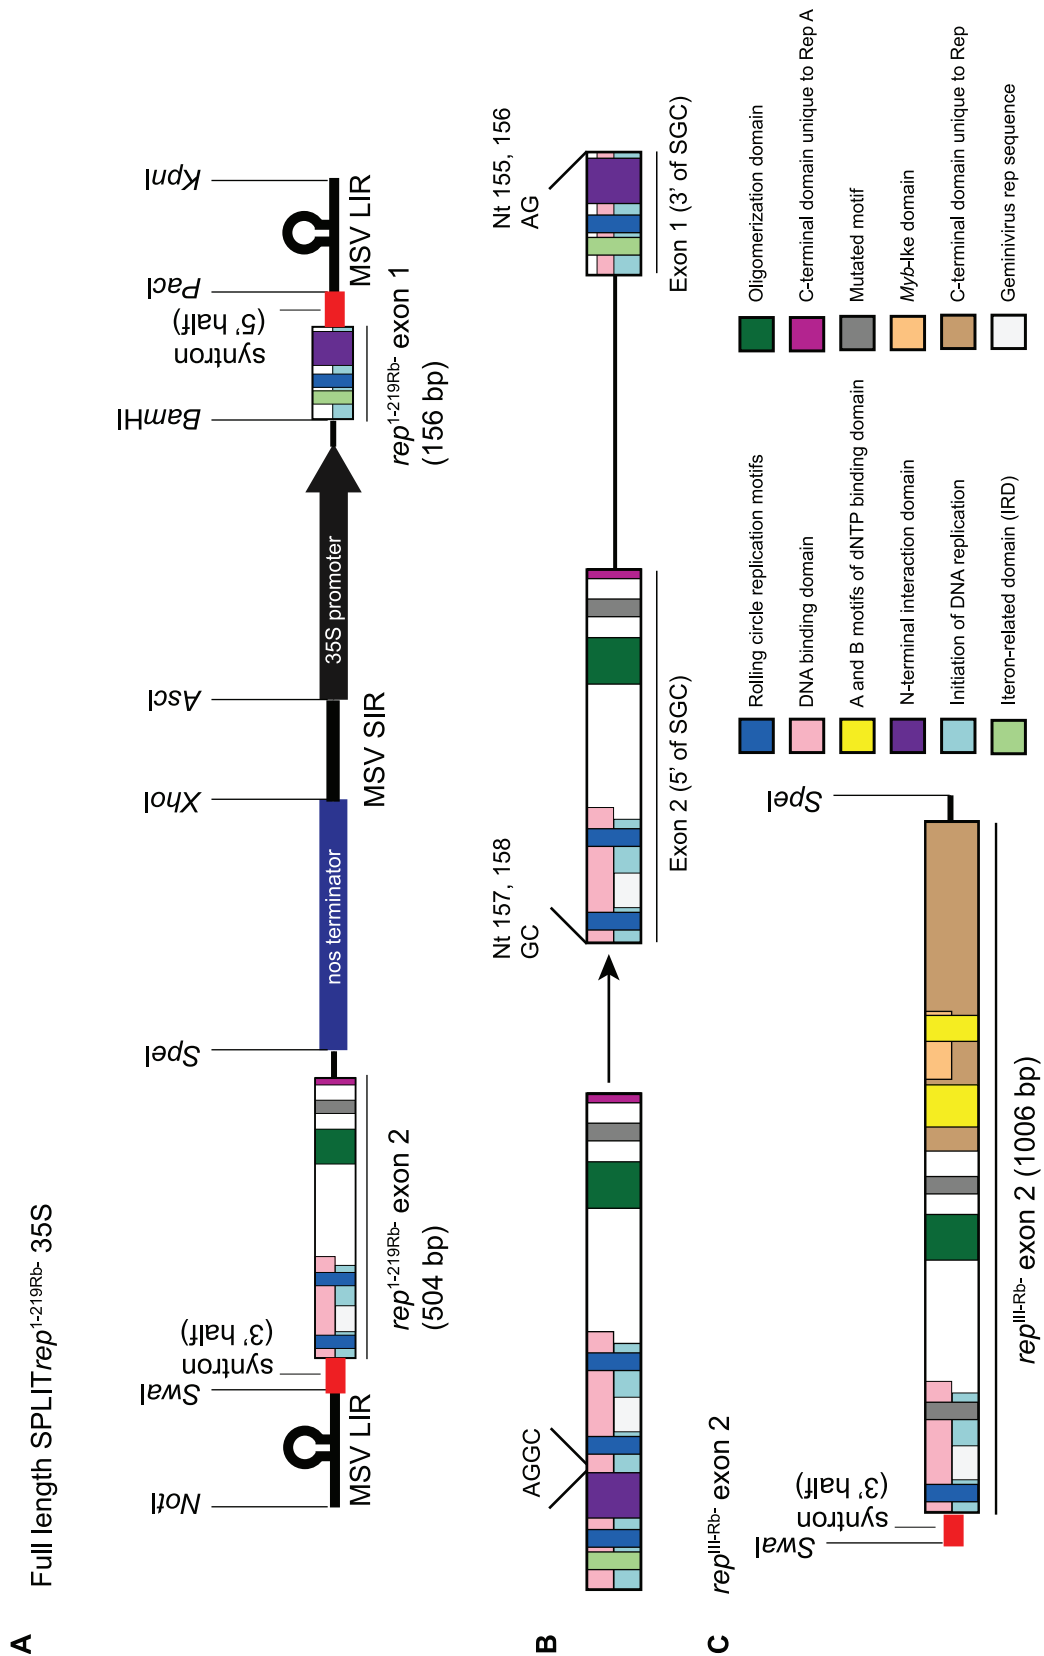 A
Full length SPLITrep1-219Rb- 35S
NotI
SwaI
syntron
(3’ half)
SpeI
XhoI
AscI
BamHI
syntron
(5’ half)
PacI
KpnI
nos terminator
35S promoter
MSV LIR
rep1-219Rb- exon 2
(504 bp)
MSV SIR
rep1-219Rb- exon 1
(156 bp)
MSV LIR
B
AGGC
Nt 157, 158
GC
Nt 155, 156
AG
Exon 2 (5’ of SGC)
Exon 1 (3’ of SGC)
C
repIII-Rb- exon 2
SwaI
syntron
(3’ half)
SpeI
repIII-Rb- exon 2 (1006 bp)
Rolling circle replication motifs
DNA binding domain
A and B motifs of dNTP binding domain
N-terminal interaction domain
Initiation of DNA replication
Iteron-related domain (IRD)
Oligomerization domain
C-terminal domain unique to Rep A
Mutated motif
Myb-like domain
C-terminal domain unique to Rep
Geminivirus rep sequence